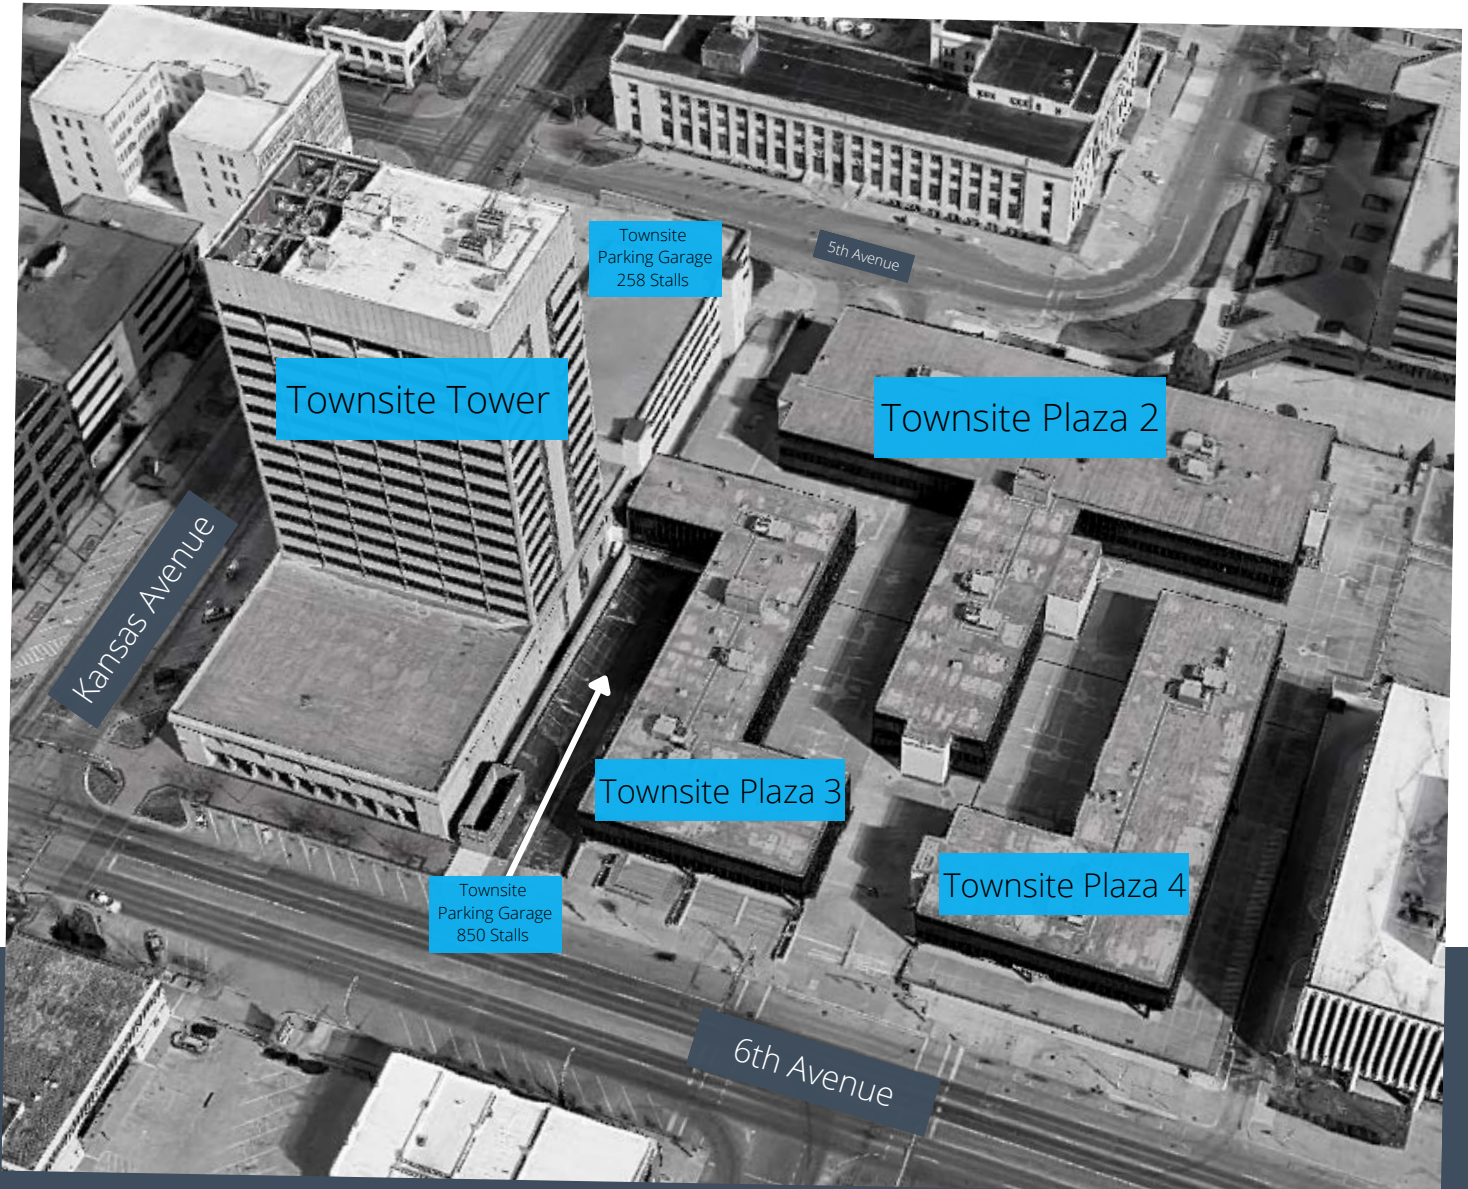 Townsite
Parking Garage
258 Stalls
5th Avenue
Townsite Tower
Townsite Plaza 2
Kansas Avenue
Townsite Plaza 3
Townsite Plaza 4
Townsite
Parking Garage
850 Stalls
6th Avenue